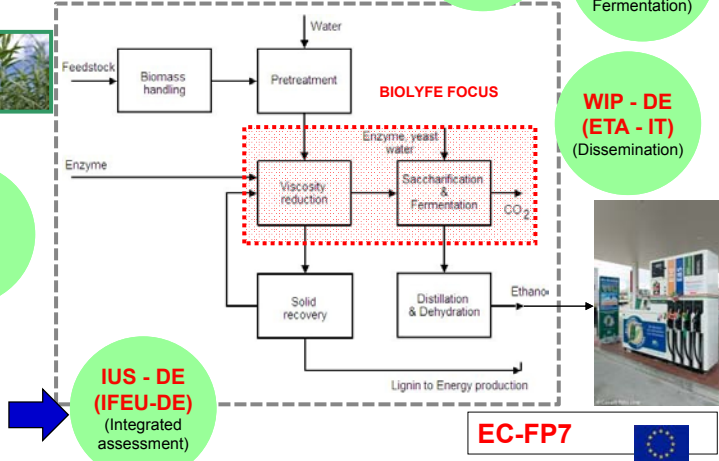 Fermentation)
Water
Feedstock
Biomass
handling
Pretreatment
BIOLYFE FOCUS
WIP - DE
(ETA - IT)
(Dissemination)
Enzyme, yeast
water
Enzyme
Viscosity
reduction
Saccharification
&
Fermentation
CO2
Solid
recovery
Distillation
& Dehydration
Ethano
Lignin to Energy production
IUS - DE
(IFEU-DE)
(Integrated
assessment)
EC-FP7